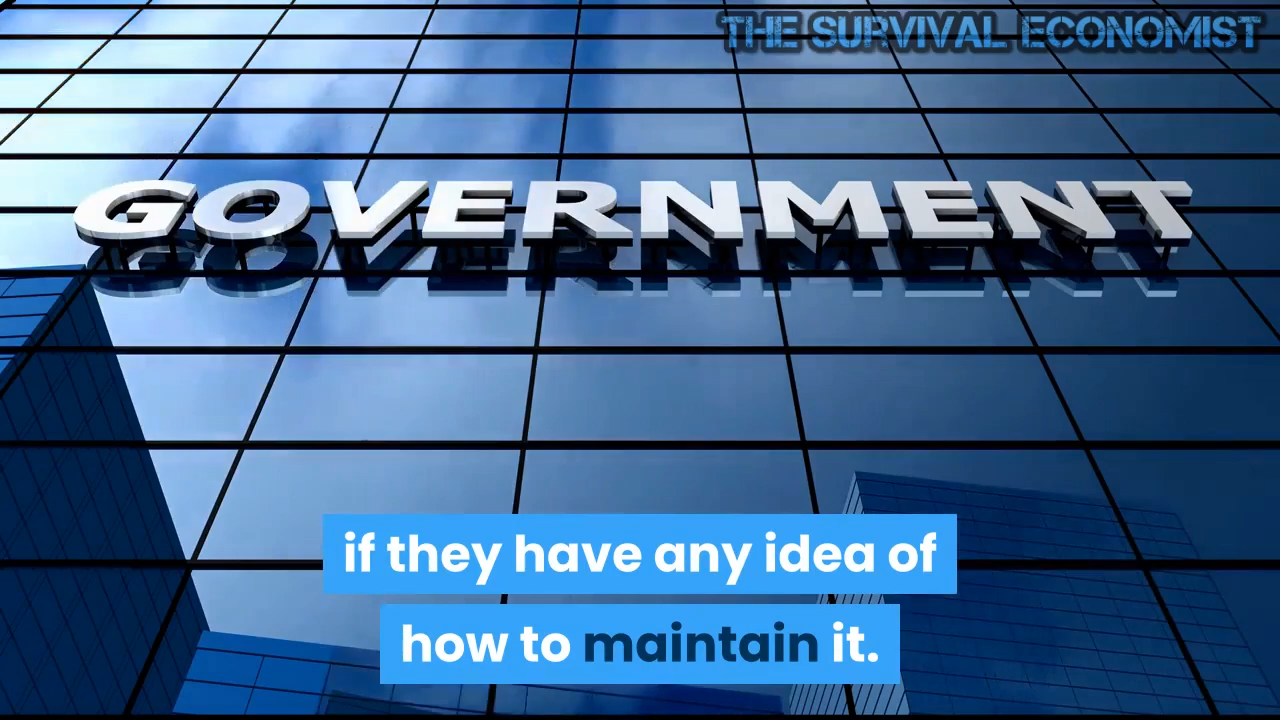 THE SURVIVAL ECONOMIST
GOVERNMENT
if they have any idea of
how to maintain it.